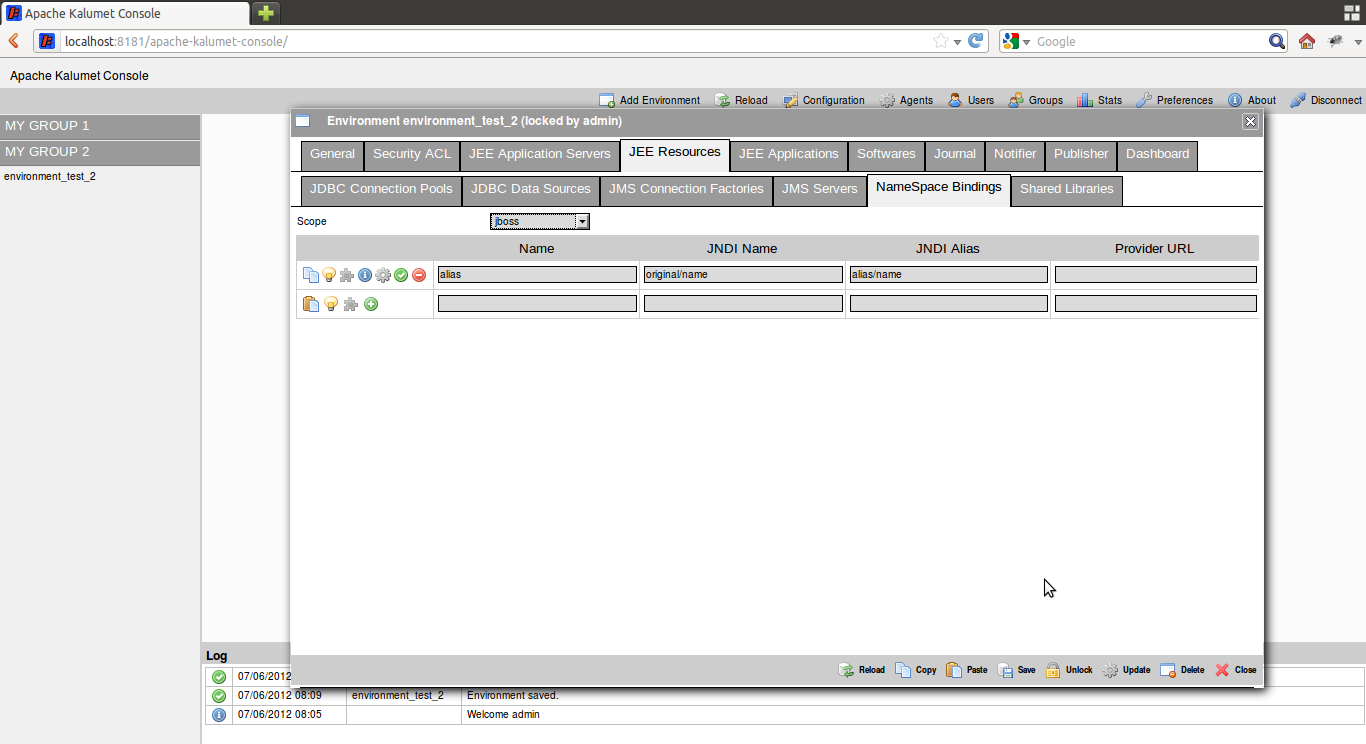 Apache Kalumet Console
localhost:8181/apache-kalumet-console/
Google
Apache Kalumet Console
Add Environment Reload Configuration Agents Users Groups Stats Preferences About Disconnect
MY GROUP 1
MY GROUP 2
environment_test_2
Environment environment_test_2 (locked by admin)
General Security ACL JEE Application Servers JEE Resources JEE Applications Softwares Journal Notifier Publisher Dashboard
JDBC Connection Pools JDBC Data Sources JMS Connection Factories JMS Servers NameSpace Bindings Shared Libraries
Scope jboss
Name JNDI Name JNDI Alias Provider URL
alias original/name alias/name
Reload Copy Paste Save Unlock Update Delete Close
Log
07/06/2012
07/06/2012 08:09 environment_test_2 Environment saved.
07/06/2012 08:05 Welcome admin